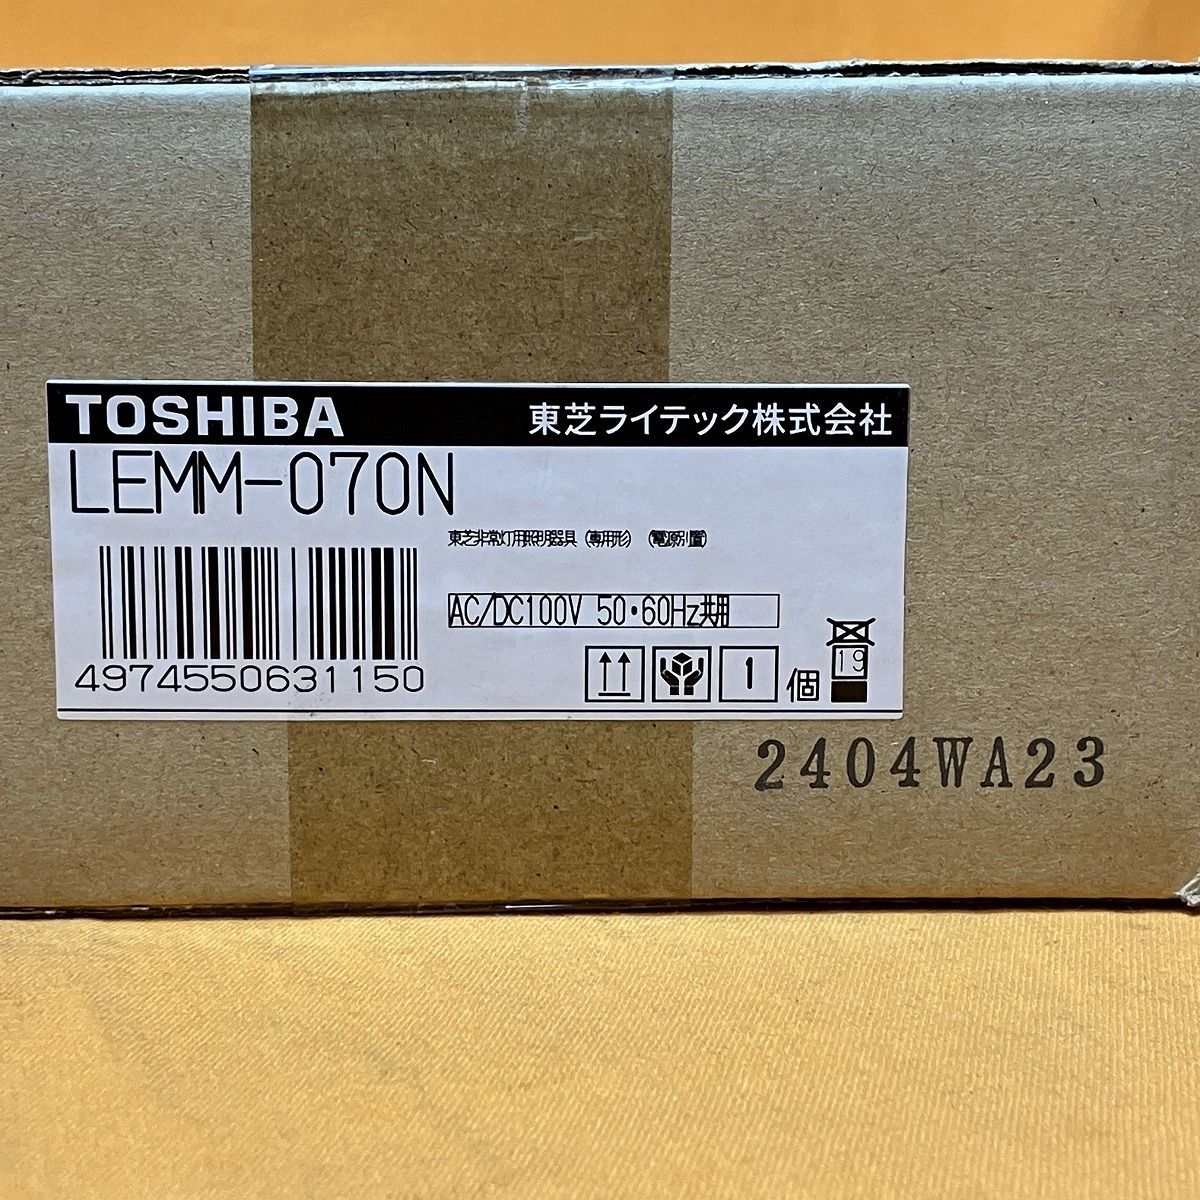 TOSHIBA 東芝ライテック株式会社
LEMM-070N
東芝非常灯用照明器具 (専用形) (電源別置)
AC/DC100V 50・60Hz共用
4974550631150
1 個 19
2404WA23